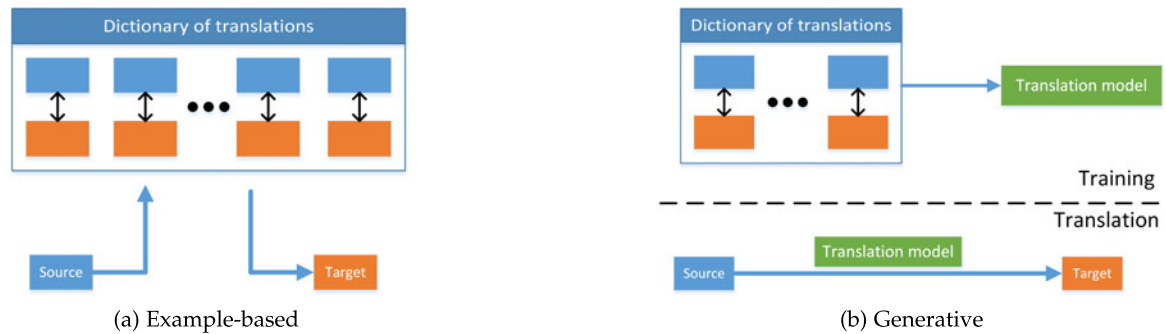 Dictionary of translations
Source
Target
(a) Example-based
Dictionary of translations
Translation model
Training
Translation
Translation model
Source
Target
(b) Generative